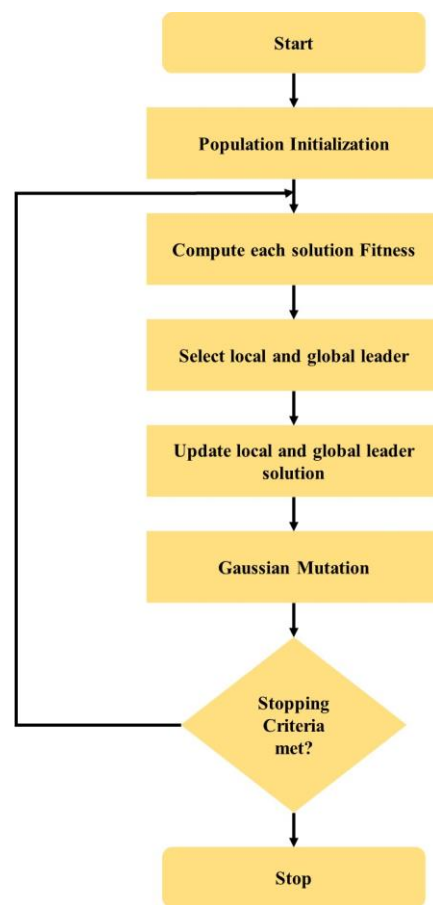 Start
Population Initialization
Compute each solution Fitness
Select local and global leader
Update local and global leader
solution
Gaussian Mutation
Stopping
Criteria
met?
Stop